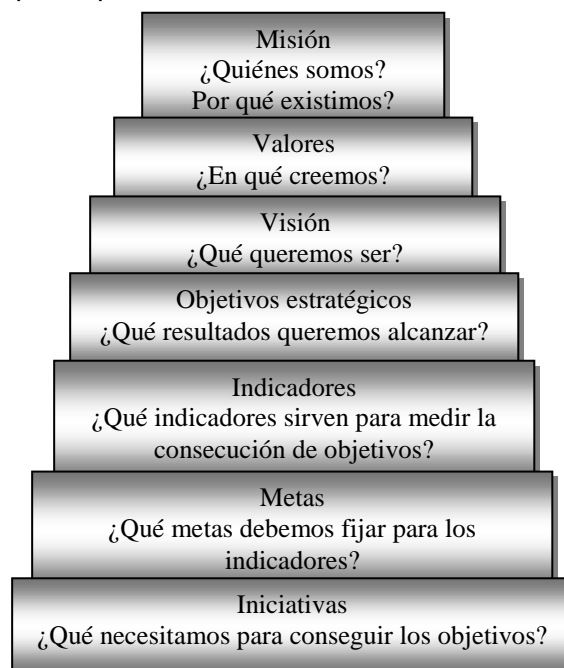 Misión
¿Quiénes somos?
Por qué existimos?
Valores
¿En qué creemos?
Visión
¿Qué queremos ser?
Objetivos estratégicos
¿Qué resultados queremos alcanzar?
Indicadores
¿Qué indicadores sirven para medir la
consecución de objetivos?
Metas
¿Qué metas debemos fijar para los
indicadores?
Iniciativas
¿Qué necesitamos para conseguir los objetivos?